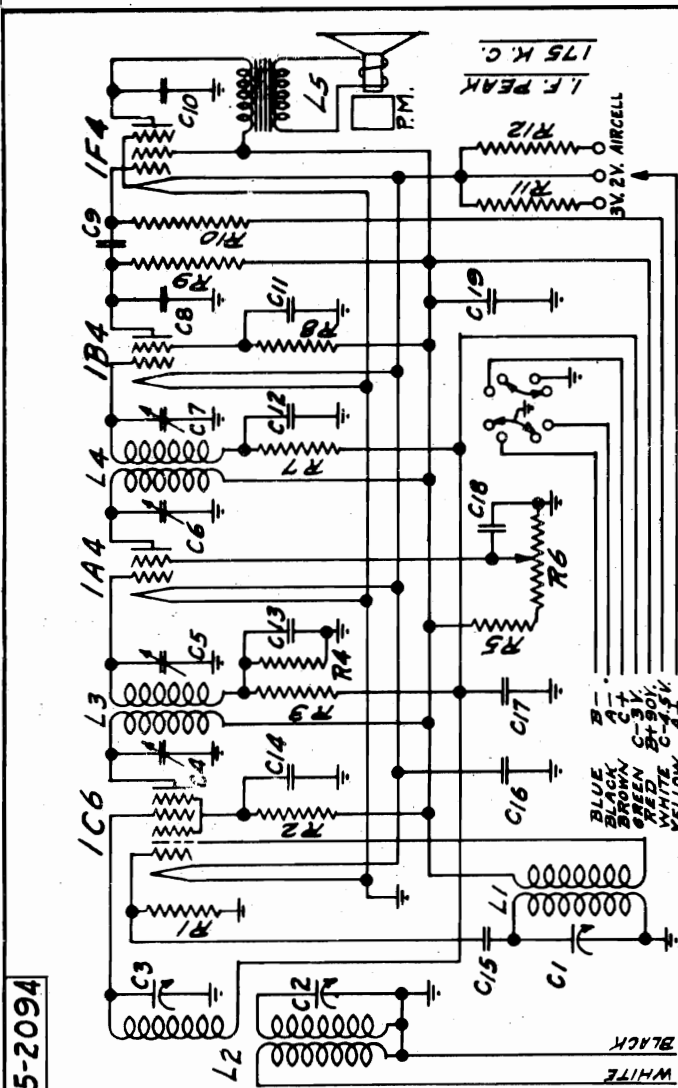 5-2094
1C6
1A4
1B4
1F4
L2
C2
C3
R1
L3
C5
C14
R2
R3
C13
R4
L4
C6
C7
C12
R7
C8
C11
R8
C9
R9
R10
C10
L5
P.M.
I.F. PEAK
175 K.C.
R11
R12
3V. 2V. AIRCELL
C19
C18
R6
R5
C17
C16
L1
C15
C1
BLUE B-
BLACK A-
BROWN C+
GREEN C-3V.
RED B+90V.
WHITE C-4.5V.
YELLOW
WHITE
BLACK